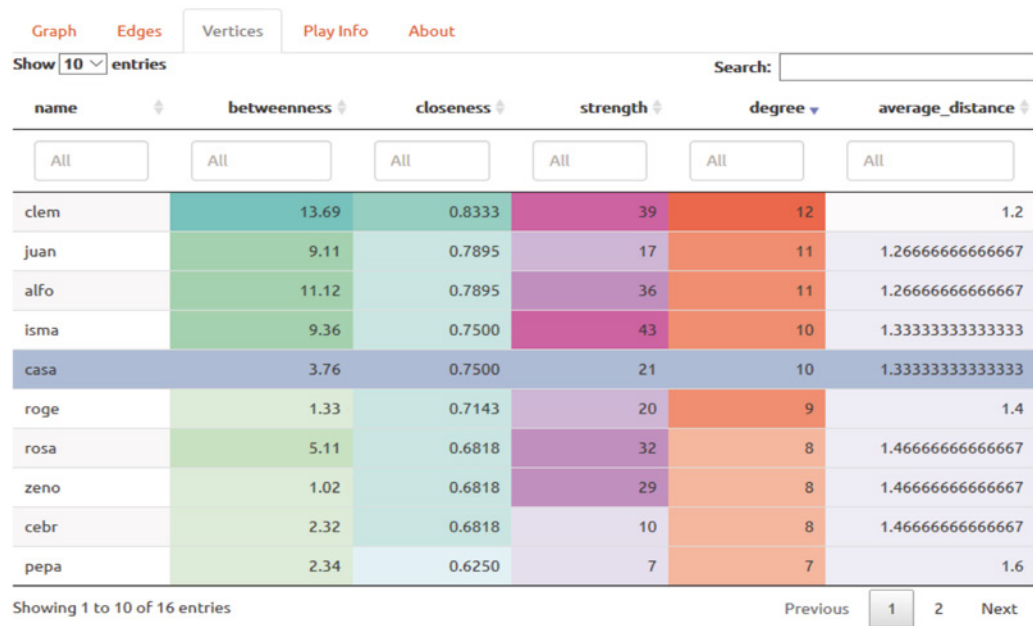 Graph Edges Vertices Play Info About
Show 10 entries Search:
name betweenness closeness strength degree average_distance
All All All All All All
clem 13.69 0.8333 39 12 1.2
juan 9.11 0.7895 17 11 1.26666666666667
alfo 11.12 0.7895 36 11 1.26666666666667
isma 9.36 0.7500 43 10 1.33333333333333
casa 3.76 0.7500 21 10 1.33333333333333
roge 1.33 0.7143 20 9 1.4
rosa 5.11 0.6818 32 8 1.46666666666667
zeno 1.02 0.6818 29 8 1.46666666666667
cebr 2.32 0.6818 10 8 1.46666666666667
pepa 2.34 0.6250 7 7 1.6
Showing 1 to 10 of 16 entries Previous 1 2 Next